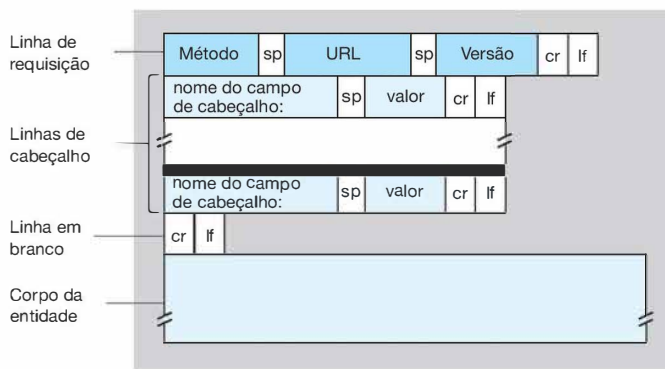 Linha de
requisição
Método sp URL sp Versão cr lf
Linhas de
cabeçalho
nome do campo
de cabeçalho: sp valor cr lf
nome do campo
de cabeçalho: sp valor cr lf
Linha em
branco
cr lf
Corpo da
entidade